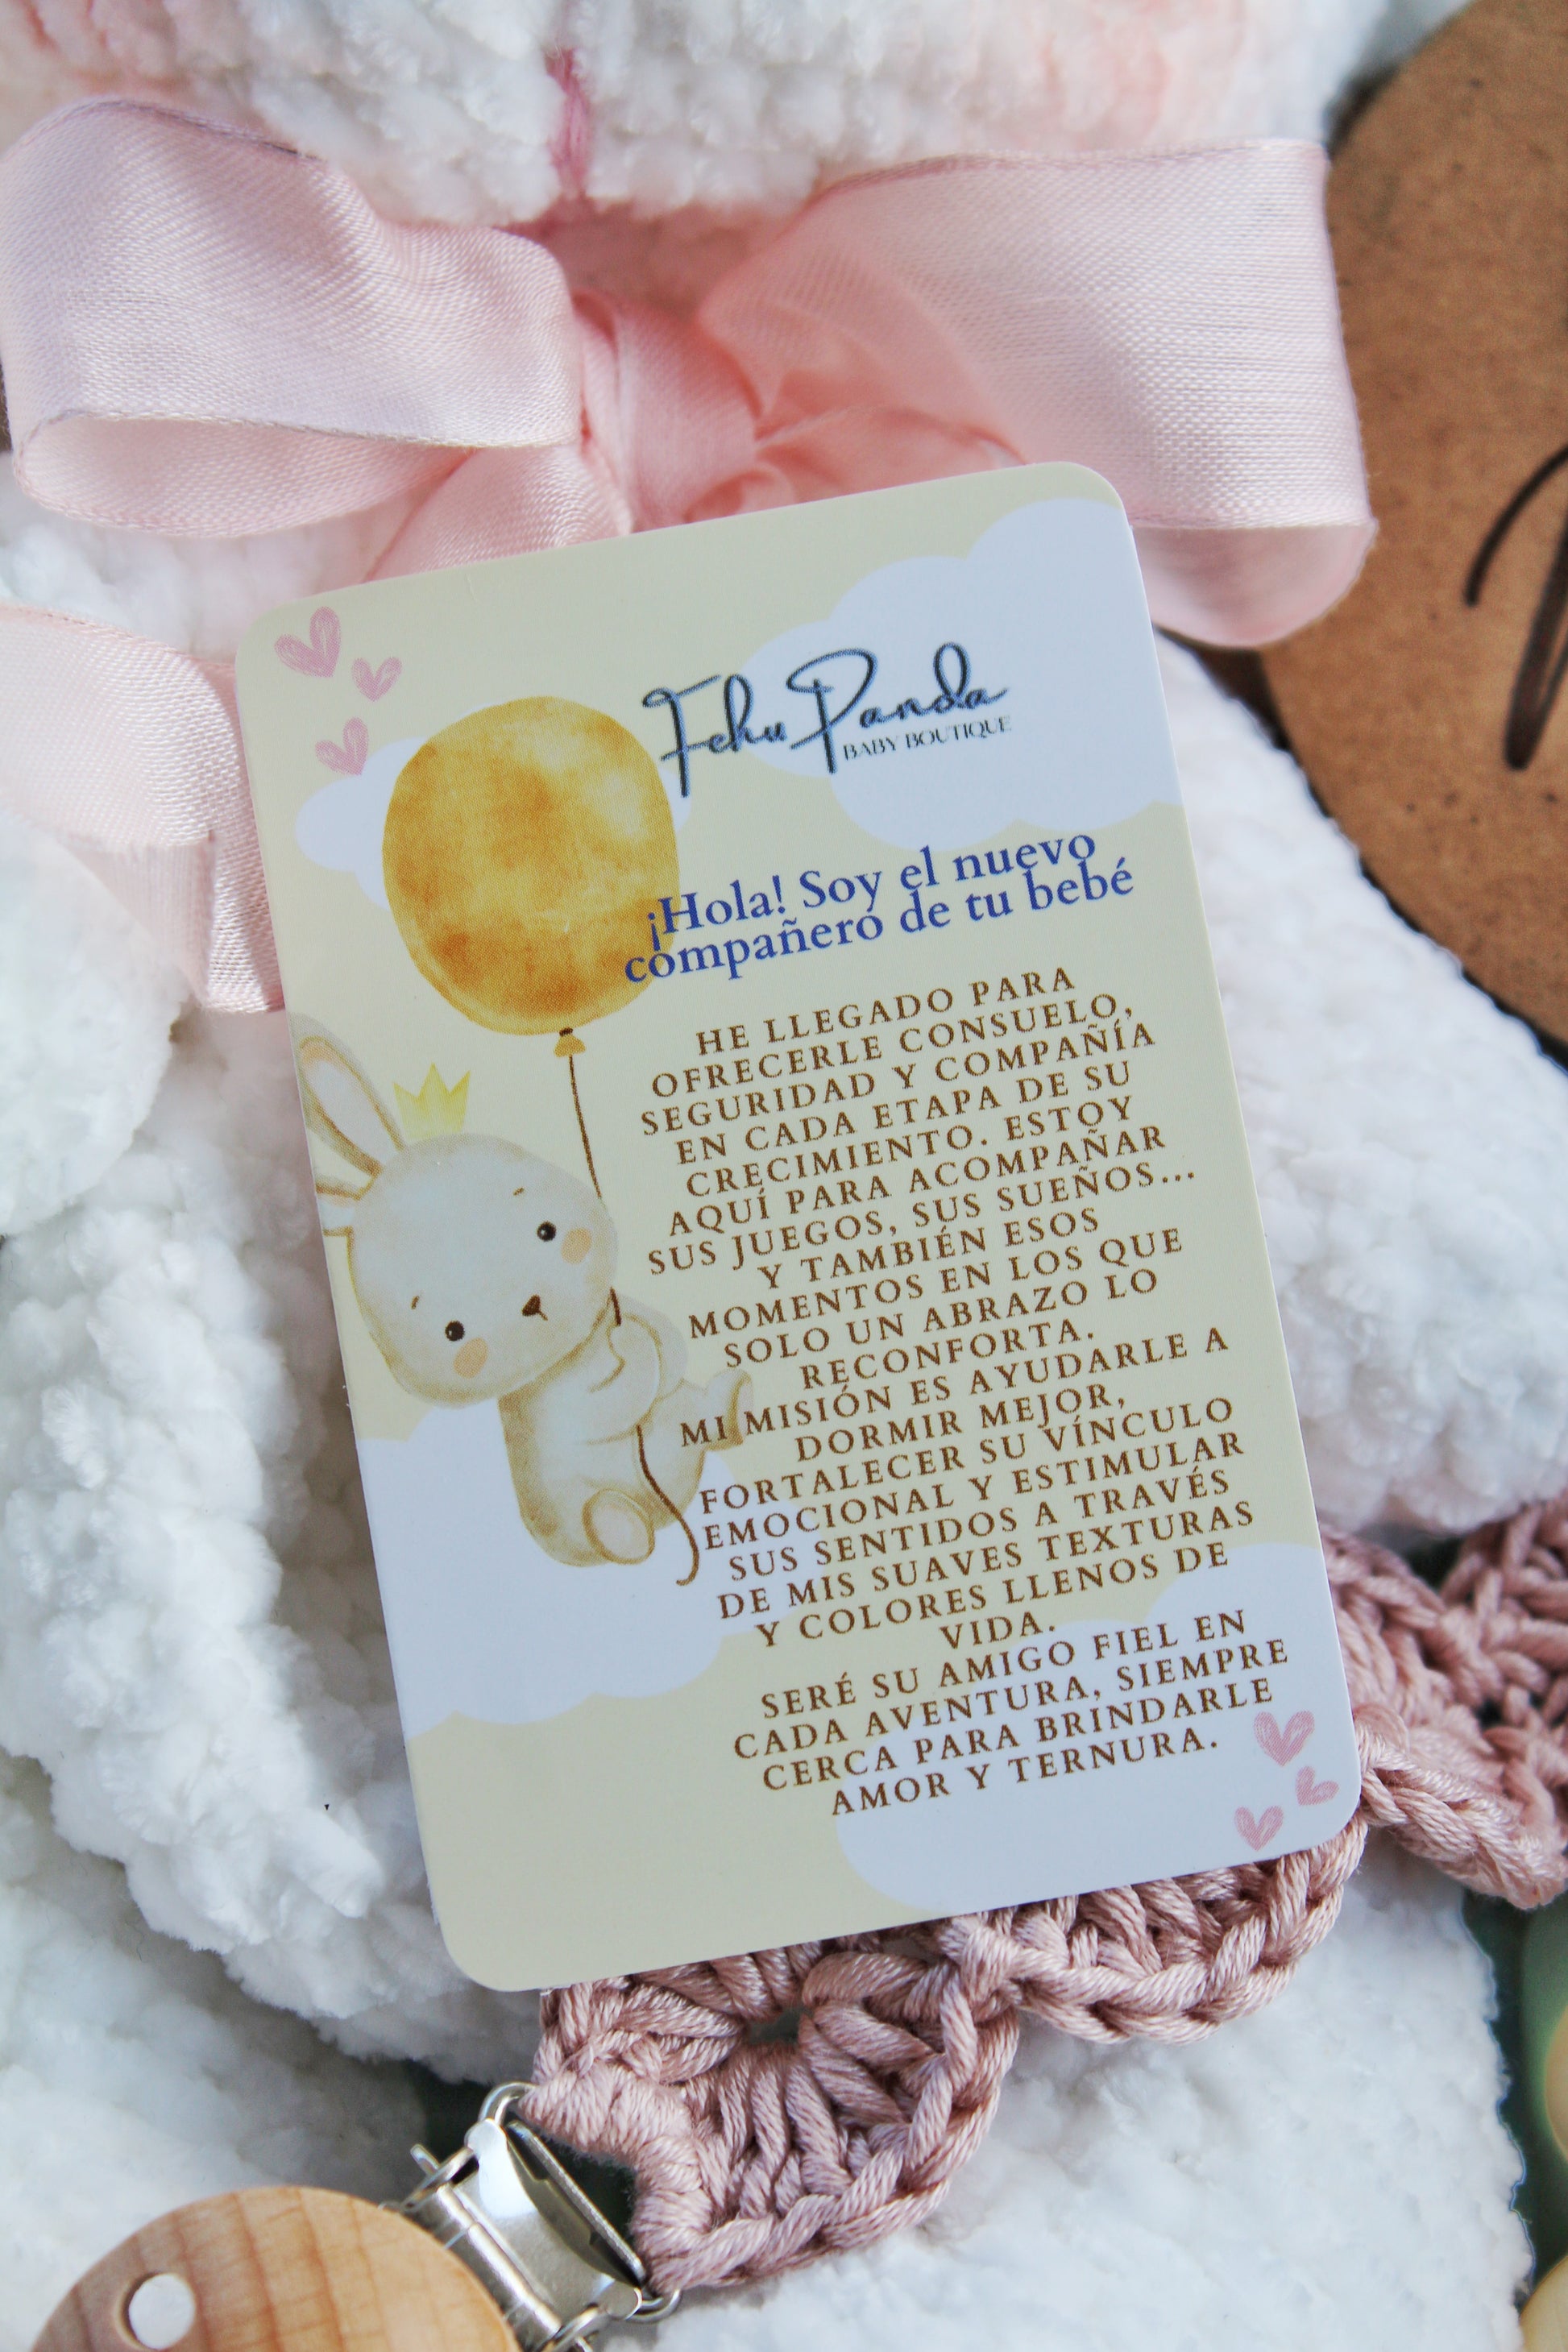 Fehu Panda
BABY BOUTIQUE
¡Hola! Soy el nuevo
compañero de tu bebé
HE LLEGADO PARA
OFRECERLE CONSUELO,
SEGURIDAD Y COMPAÑÍA
EN CADA ETAPA DE SU
CRECIMIENTO. ESTOY
AQUÍ PARA ACOMPAÑAR
SUS JUEGOS, SUS SUEÑOS...
Y TAMBIÉN ESOS
MOMENTOS EN LOS QUE
SOLO UN ABRAZO LO
RECONFORTA.
MI MISIÓN ES AYUDARLE A
DORMIR MEJOR,
FORTALECER SU VÍNCULO
EMOCIONAL Y ESTIMULAR
SUS SENTIDOS A TRAVÉS
DE MIS SUAVES TEXTURAS
Y COLORES LLENOS DE
VIDA.
SERÉ SU AMIGO FIEL EN
CADA AVENTURA, SIEMPRE
CERCA PARA BRINDARLE
AMOR Y TERNURA.